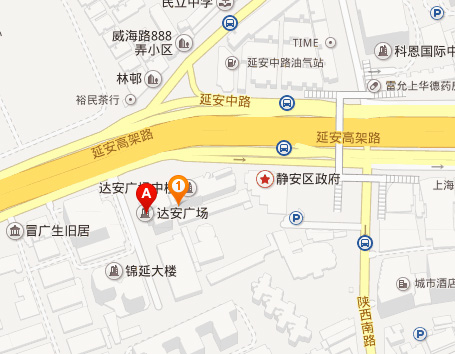 民立中学
威海路888
弄小区
TIME
科恩国际中
延安中路油气站
林邨
雷允上华德药房
裕民茶行
延安中路
延安高架路
延安高架路
达安广场中
1
静安区政府
上海
A
达安广场
冒广生旧居
锦延大楼
城市酒店
陕西南路
P
P
P